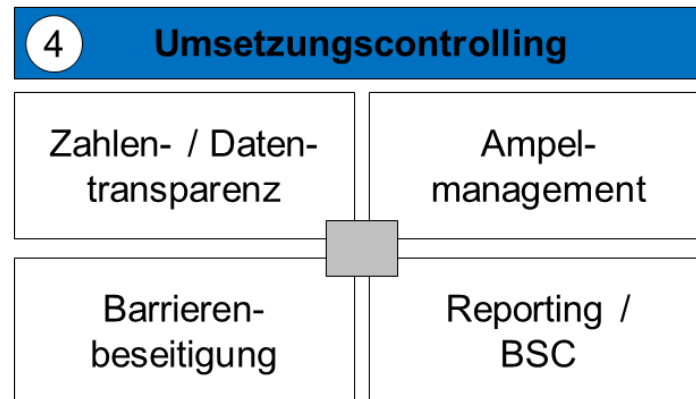 4 Umsetzungscontrolling
Zahlen- / Daten-
transparenz
Ampel-
management
Barrieren-
beseitigung
Reporting /
BSC